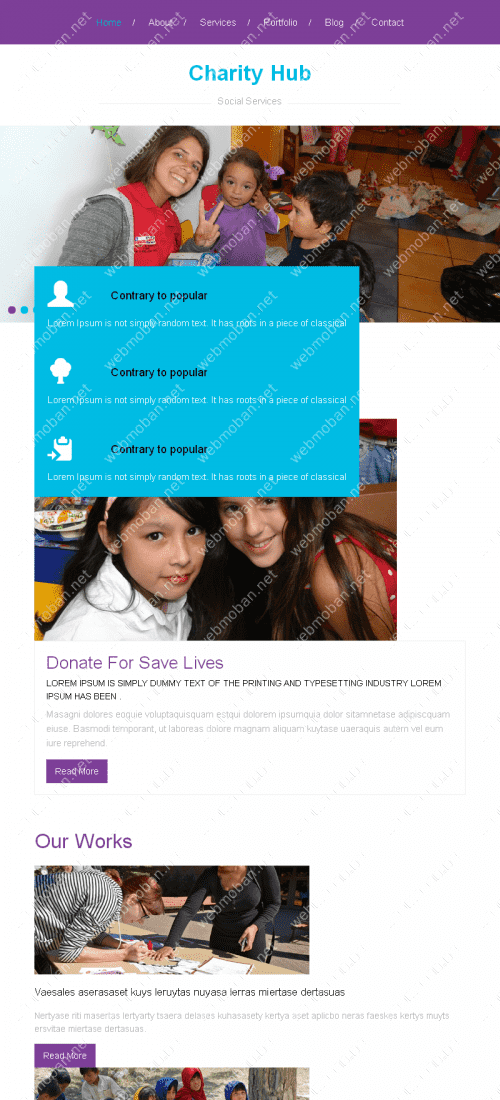 Home / About / Services / Portfolio / Blog / Contact
Charity Hub
Social Services
Contrary to popular
Lorem Ipsum is not simply random text. It has roots in a piece of classical
Contrary to popular
Lorem Ipsum is not simply random text. It has roots in a piece of classical
Contrary to popular
Lorem Ipsum is not simply random text. It has roots in a piece of classical
Donate For Save Lives
LOREM IPSUM IS SIMPLY DUMMY TEXT OF THE PRINTING AND TYPESETTING INDUSTRY LOREM
IPSUM HAS BEEN .
Masagni dolores eoquie voluptaquisquam estqui dolorem ipsumquia dolor sitamnetase adipiscquam
eiuse. Eiasmodi temporant, ut laboreas dolore magnam aliquam kuytase uaeraquis autem vel eum
iure reprehend.
Read More
Our Works
Vaesales aserasaset kuys leruytas nuyasa lerras miertase dertasuas
Nertyase riti masertas lertyarty tsaera delases kuhasasety kertya aset aplicbo neras faeskes kertys muyts
ersvitae miertase dertasuas.
Read More
webmoban.net